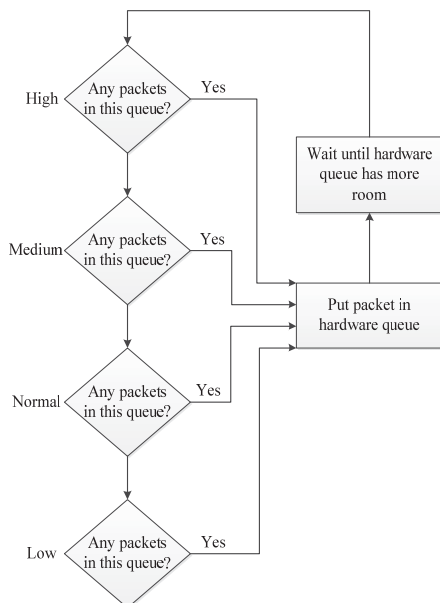 High
Any packets
in this queue?
Yes
Wait until hardware
queue has more
room
Medium
Any packets
in this queue?
Yes
Put packet in
hardware queue
Normal
Any packets
in this queue?
Yes
Low
Any packets
in this queue?
Yes